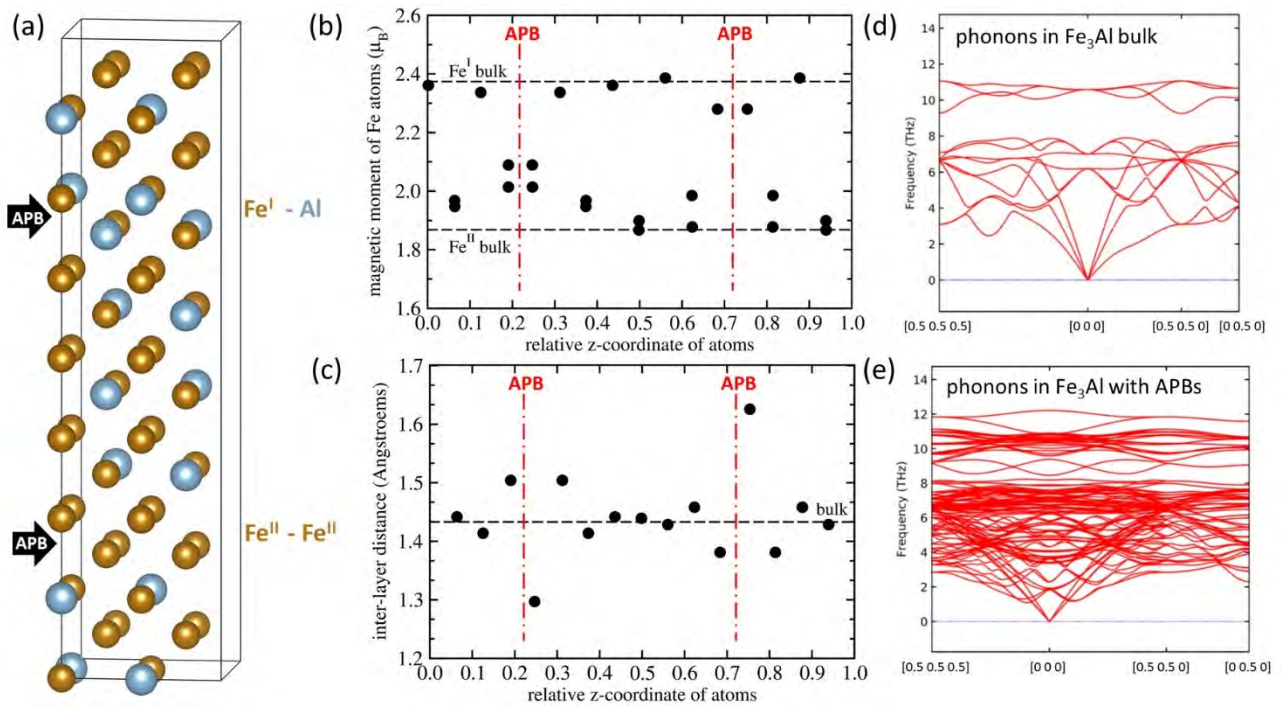 (a)
APB
Fe^I - Al
APB
Fe^II - Fe^II
(b)
magnetic moment of Fe atoms (μ_B)
2.6
2.4
2.2
2.0
1.8
1.6
APB
APB
Fe^I bulk
Fe^II bulk
0.0 0.1 0.2 0.3 0.4 0.5 0.6 0.7 0.8 0.9 1.0
relative z-coordinate of atoms
(c)
inter-layer distance (Angstroems)
1.7
1.6
1.5
1.4
1.3
1.2
APB
APB
bulk
0.0 0.1 0.2 0.3 0.4 0.5 0.6 0.7 0.8 0.9 1.0
relative z-coordinate of atoms
(d)
phonons in Fe₃Al bulk
Frequency (THz)
14
12
10
8
6
4
2
0
[0.5 0.5 0.5] [0 0 0] [0.5 0.5 0] [0 0.5 0]
(e)
phonons in Fe₃Al with APBs
Frequency (THz)
14
12
10
8
6
4
2
0
[0.5 0.5 0.5] [0 0 0] [0.5 0.5 0] [0 0.5 0]